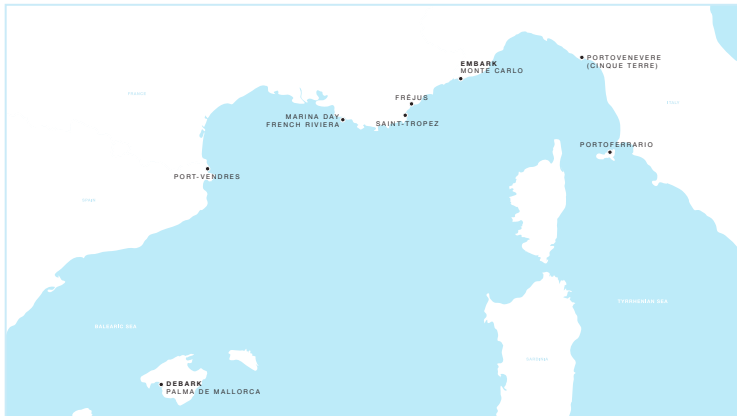 EMBARK
MONTE CARLO
PORTOVENEVERE
(CINQUE TERRE)
FRÉJUS
MARINA DAY
FRENCH RIVIERA
SAINT-TROPEZ
PORTOFERRARIO
PORT-VENDRES
TYRRHENIAN SEA
BALEARIC SEA
DEBARK
PALMA DE MALLORCA